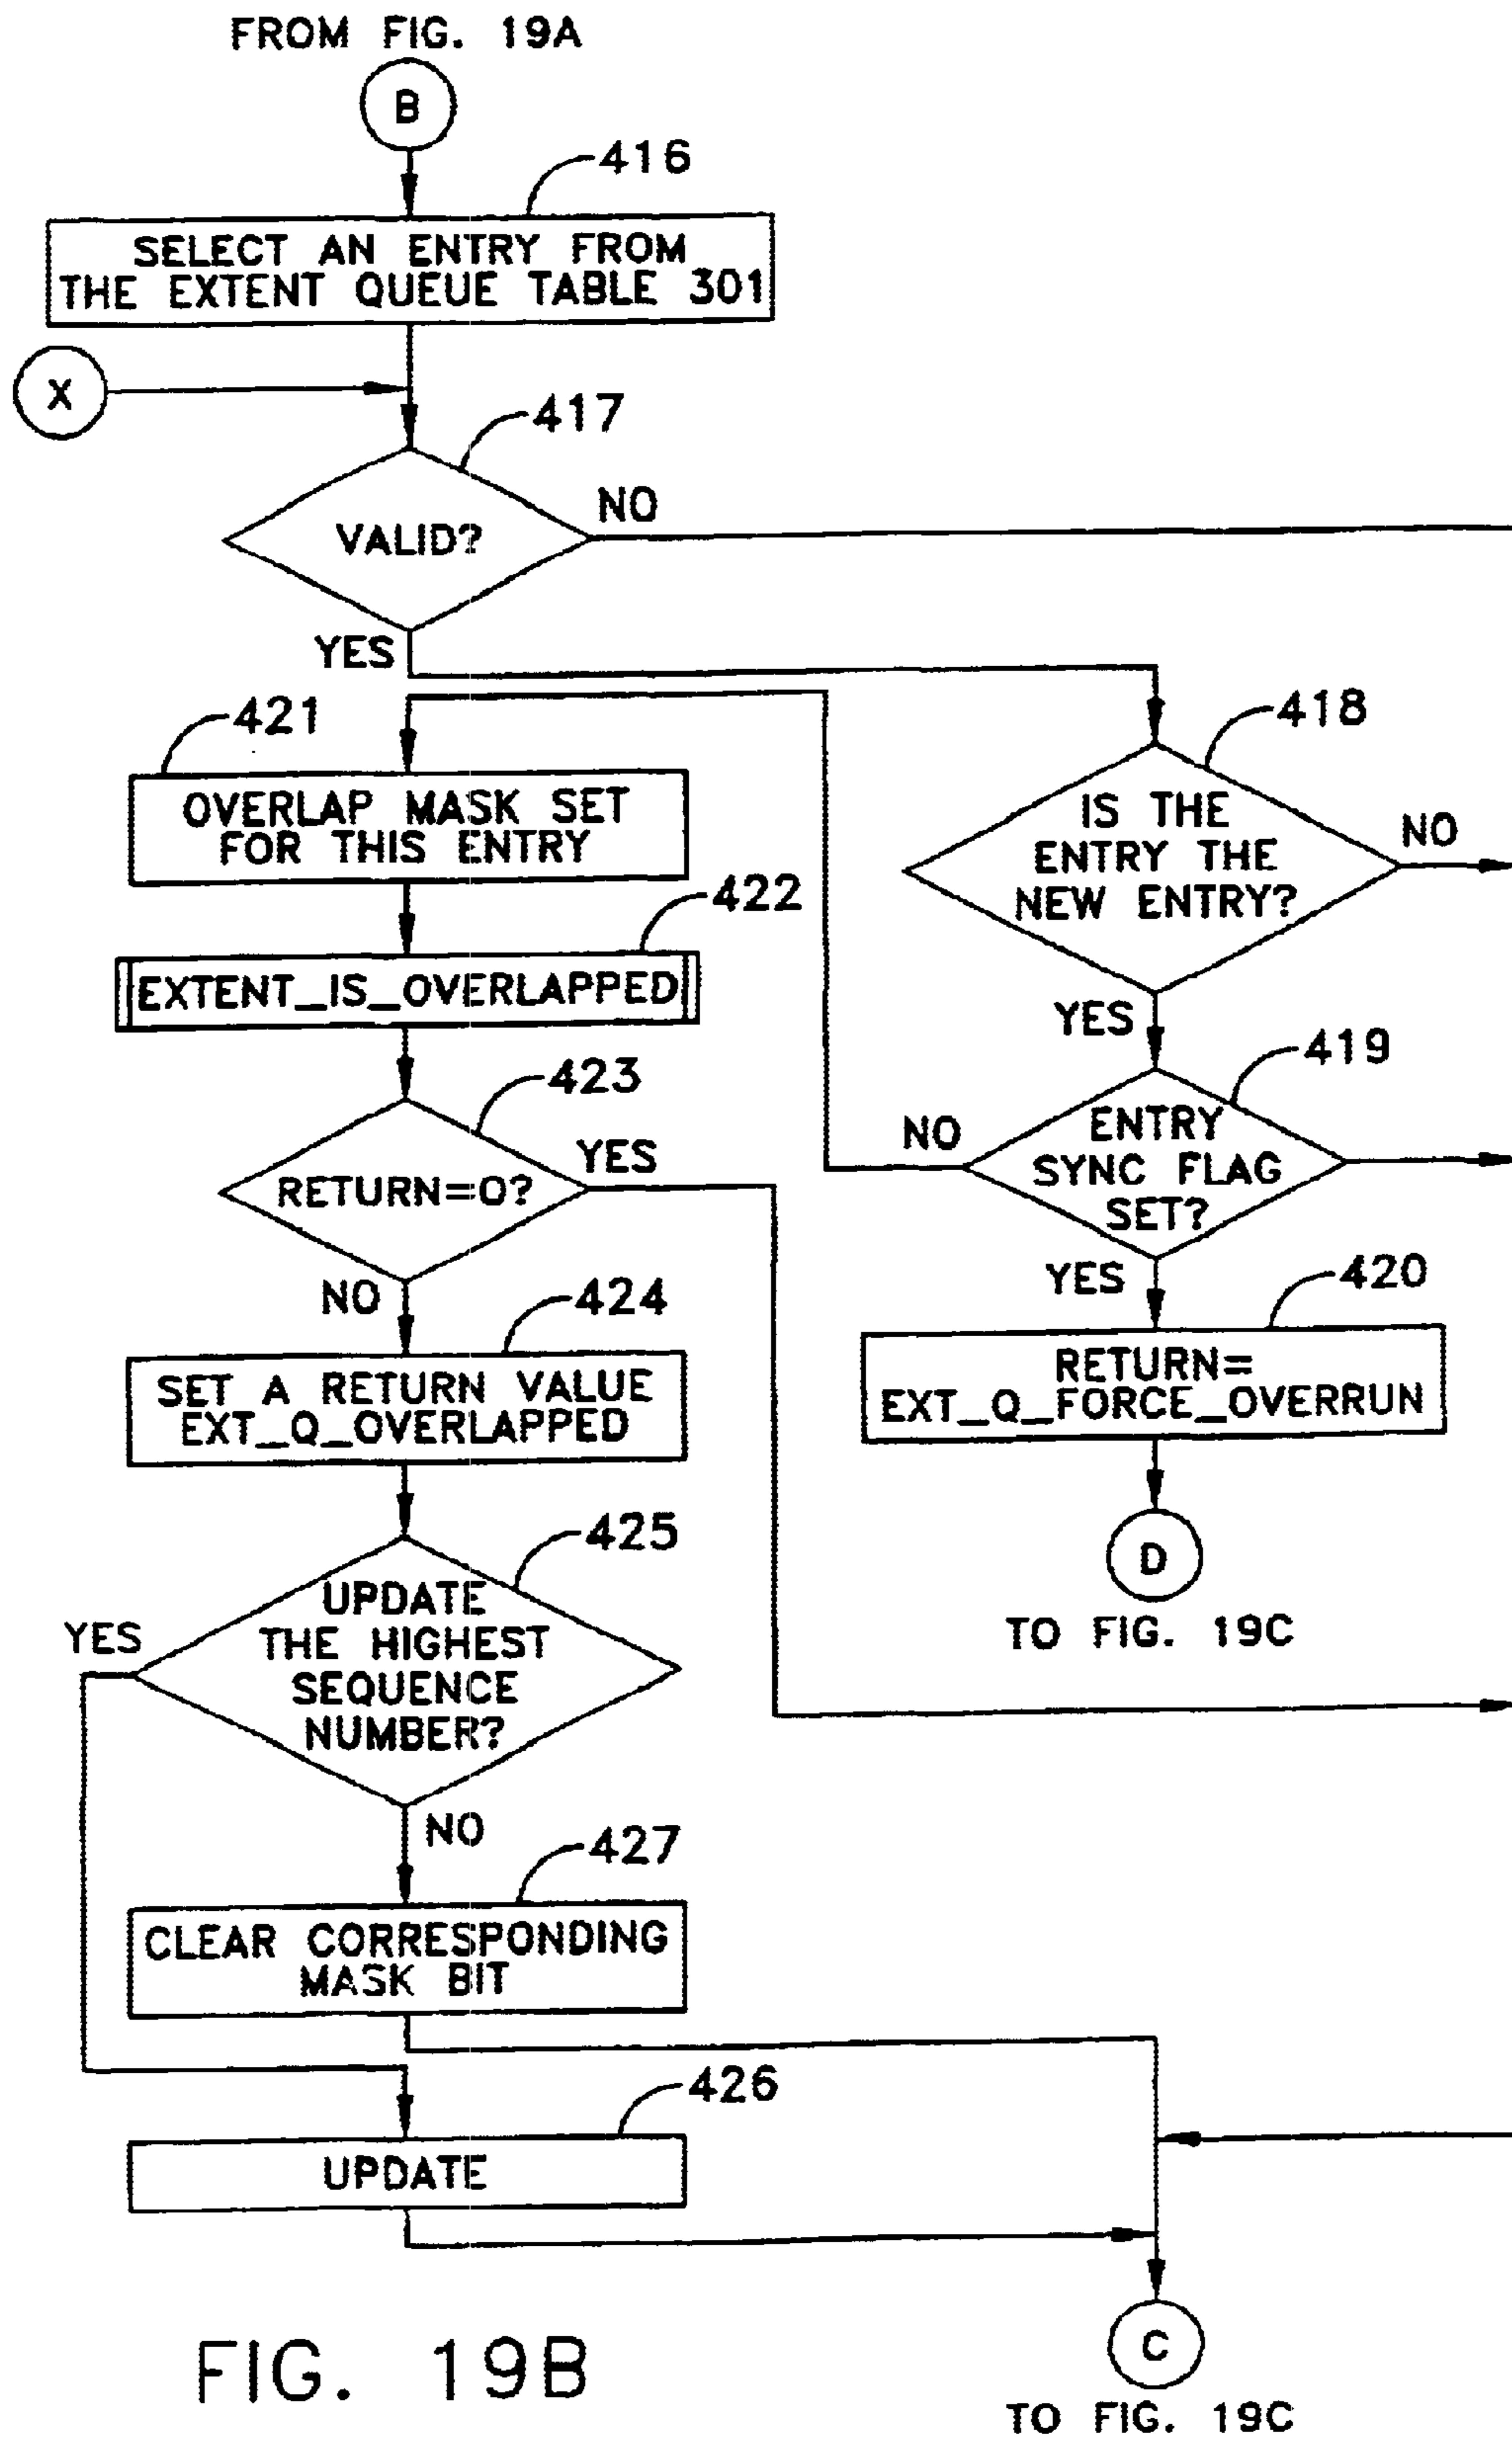 FROM FIG. 19A
B
416
SELECT AN ENTRY FROM
THE EXTENT QUEUE TABLE 301
X
417
VALID?
NO
YES
418
IS THE
ENTRY THE
NEW ENTRY?
NO
YES
419
ENTRY
SYNC FLAG
SET?
NO
YES
420
RETURN=
EXT_Q_FORCE_OVERRUN
D
TO FIG. 19C
421
OVERLAP MASK SET
FOR THIS ENTRY
422
EXTENT_IS_OVERLAPPED
423
RETURN=0?
YES
NO
424
SET A RETURN VALUE
EXT_Q_OVERLAPPED
425
UPDATE
THE HIGHEST
SEQUENCE
NUMBER?
YES
NO
427
CLEAR CORRESPONDING
MASK BIT
426
UPDATE
C
TO FIG. 19C
FIG. 19B